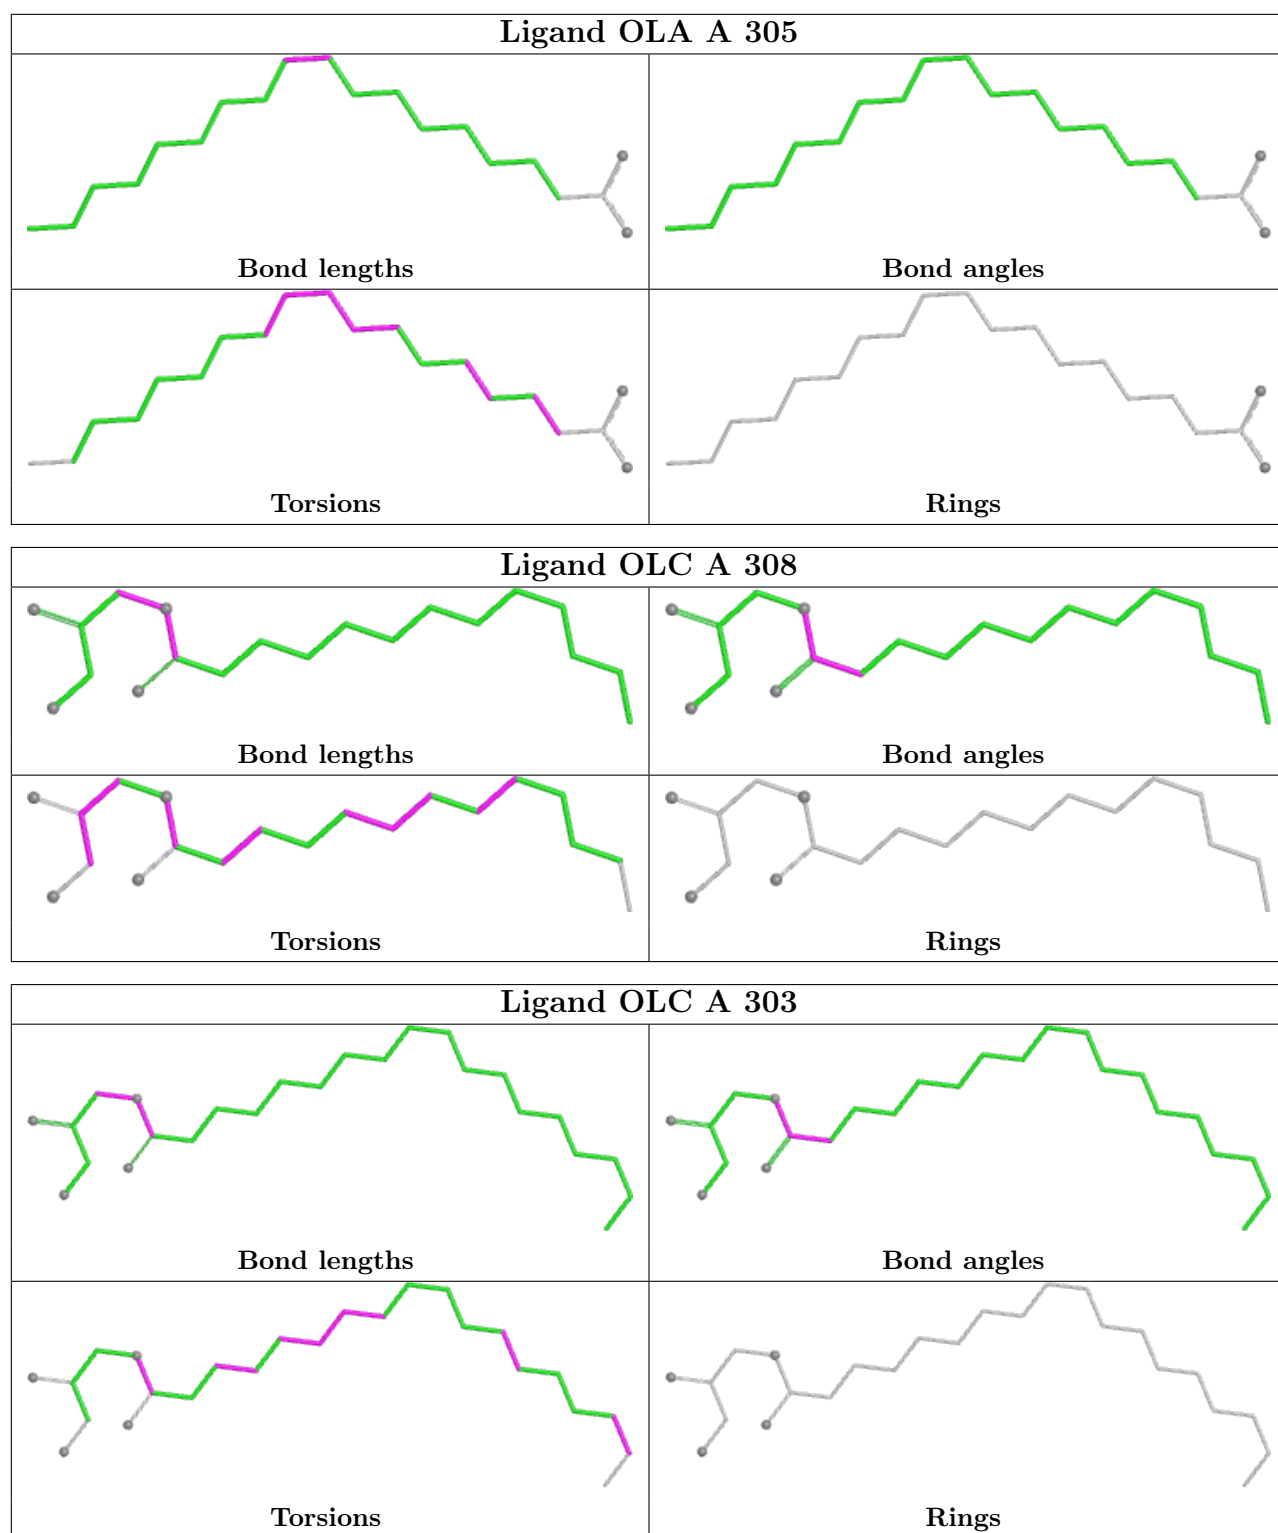 Ligand OLA A 305
Bond lengths
Bond angles
Torsions
Rings
Ligand OLC A 308
Bond lengths
Bond angles
Torsions
Rings
Ligand OLC A 303
Bond lengths
Bond angles
Torsions
Rings